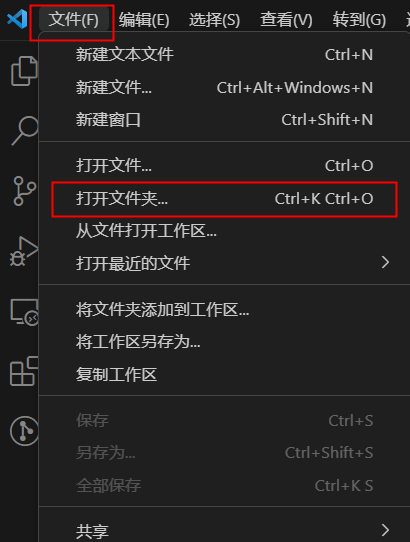 文件(F) 编辑(E) 选择(S) 查看(V) 转到(G)
新建文本文件 Ctrl+N
新建文件... Ctrl+Alt+Windows+N
新建窗口 Ctrl+Shift+N
打开文件... Ctrl+O
打开文件夹... Ctrl+K Ctrl+O
从文件打开工作区...
打开最近的文件
将文件夹添加到工作区...
将工作区另存为...
复制工作区
保存 Ctrl+S
另存为... Ctrl+Shift+S
全部保存 Ctrl+K S
共享